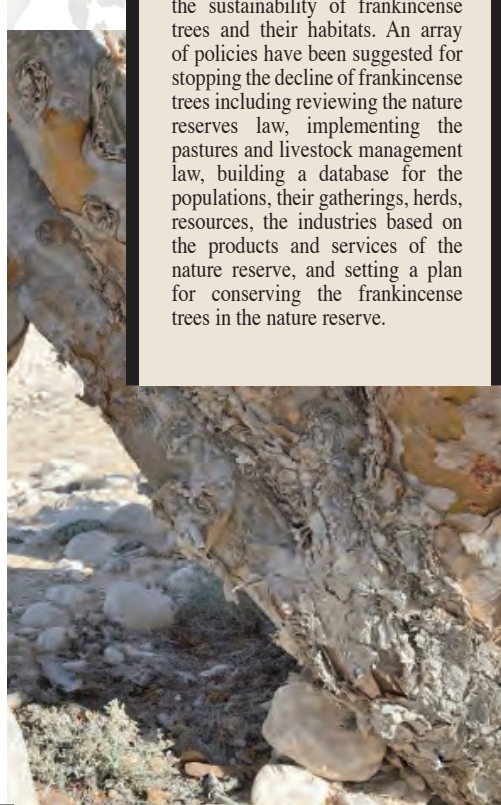 the sustainability of frankincense
trees and their habitats. An array
of policies have been suggested for
stopping the decline of frankincense
trees including reviewing the nature
reserves law, implementing the
pastures and livestock management
law, building a database for the
populations, their gatherings, herds,
resources, the industries based on
the products and services of the
nature reserve, and setting a plan
for conserving the frankincense
trees in the nature reserve.